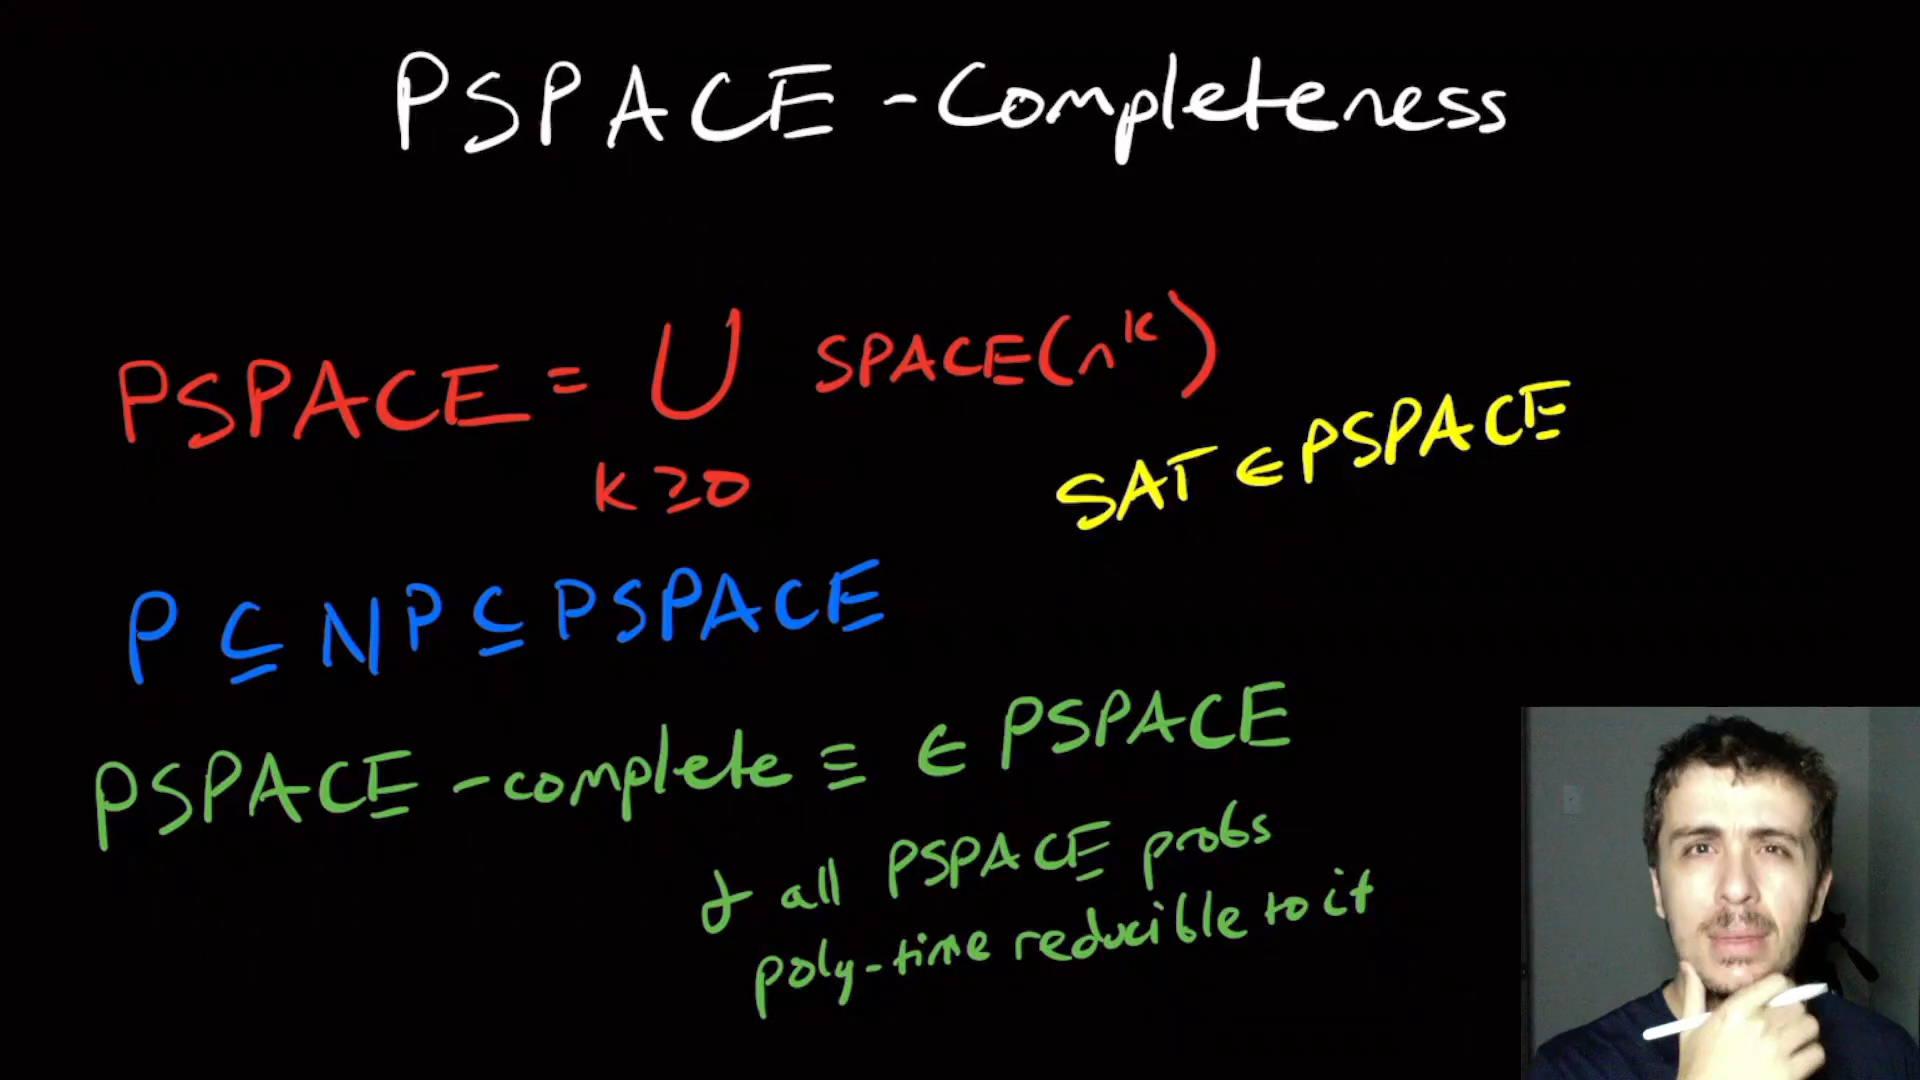 PSPACE-Completeness
PSPACE = ⋃ SPACE(n^k)
k ≥ 0
SAT ∈ PSPACE
P ⊆ NP ⊆ PSPACE
PSPACE-complete ≡ ∈ PSPACE
& all PSPACE probs
poly-time reducible to it